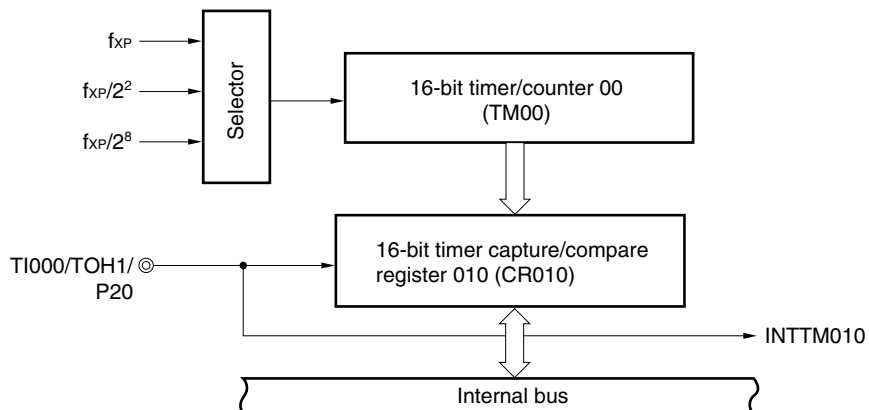 fXP
fXP/2²
fXP/2⁸
Selector
16-bit timer/counter 00
(TM00)
16-bit timer capture/compare
register 010 (CR010)
TI000/TOH1/
P20
INTTM010
Internal bus